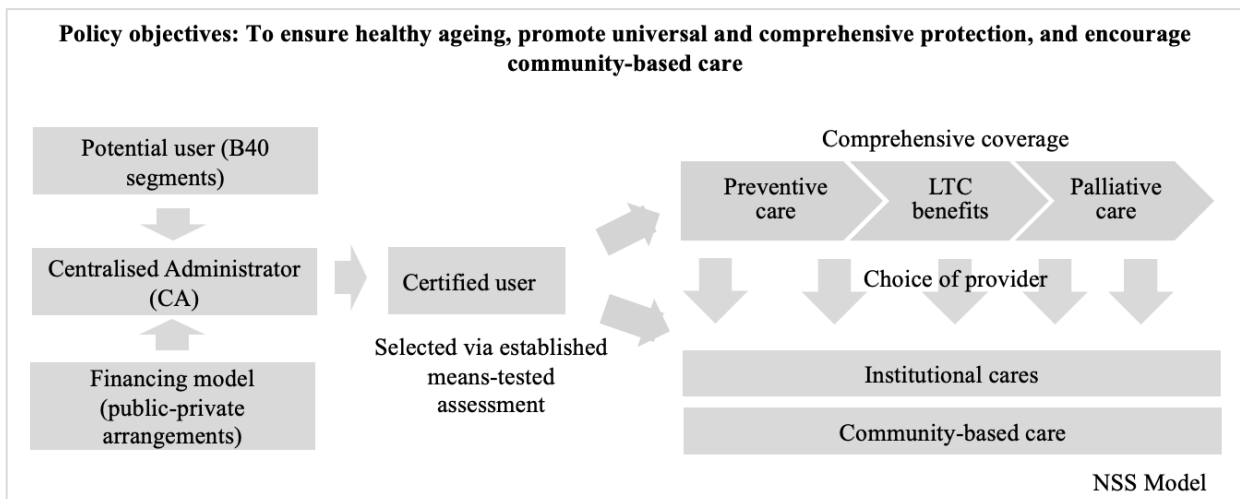 Policy objectives: To ensure healthy ageing, promote universal and comprehensive protection, and encourage
community-based care
Potential user (B40
segments)
Centralised Administrator
(CA)
Financing model
(public-private
arrangements)
Certified user
Selected via established
means-tested
assessment
Comprehensive coverage
Preventive
care
LTC
benefits
Palliative
care
Choice of provider
Institutional cares
Community-based care
NSS Model